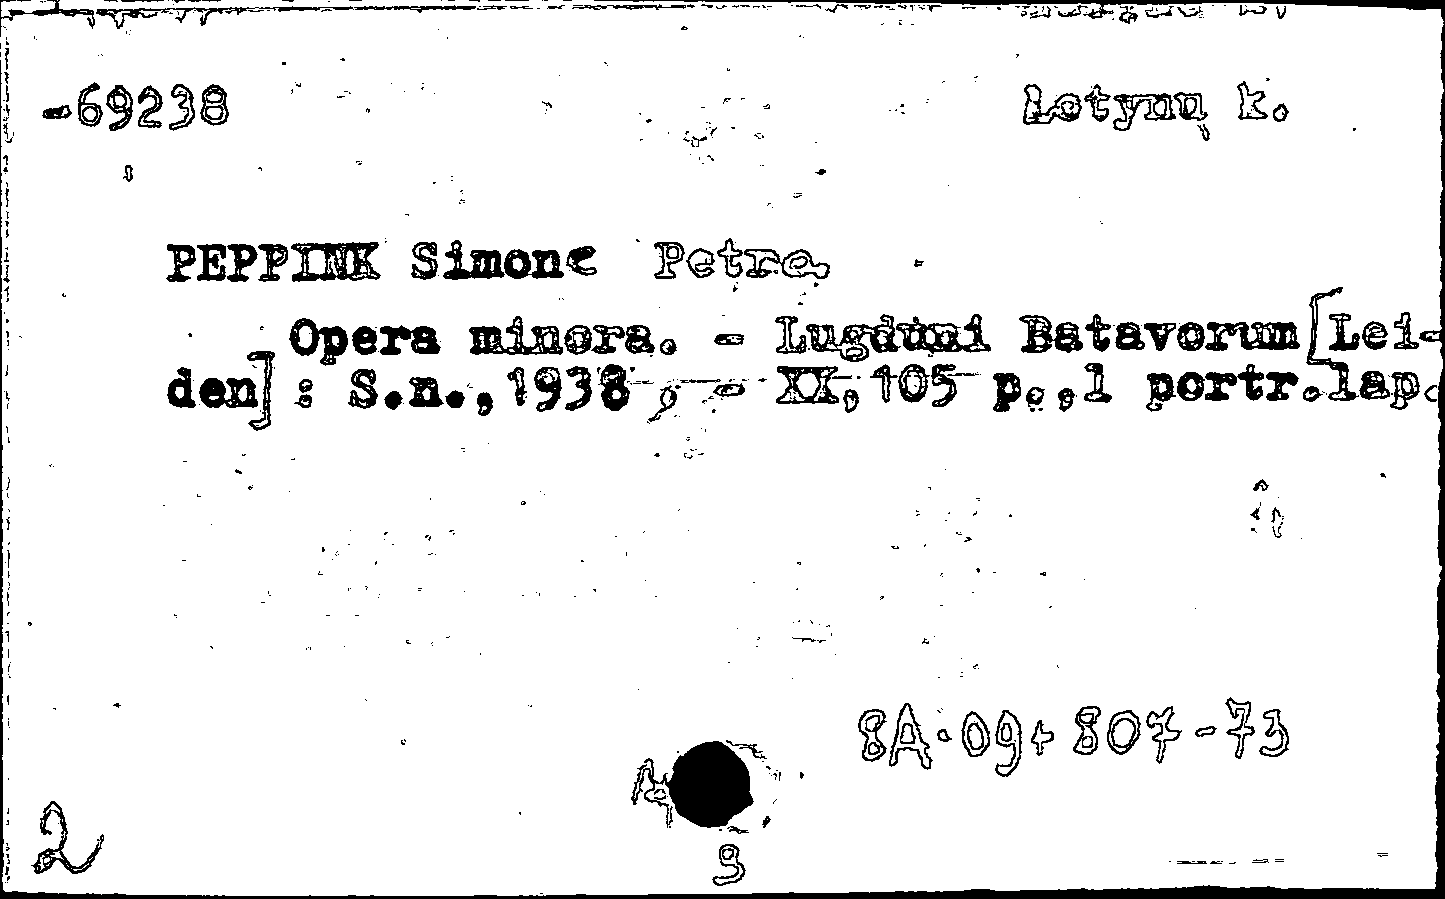 -69238 Lotynų k.
PEPPINK Simone Petra
Opera minora. - Lugduni Batavorum [Lei-
den] : S.n.,1938, - XX,105 p.,1 portr.lap.
8A.09+807-73
2
9